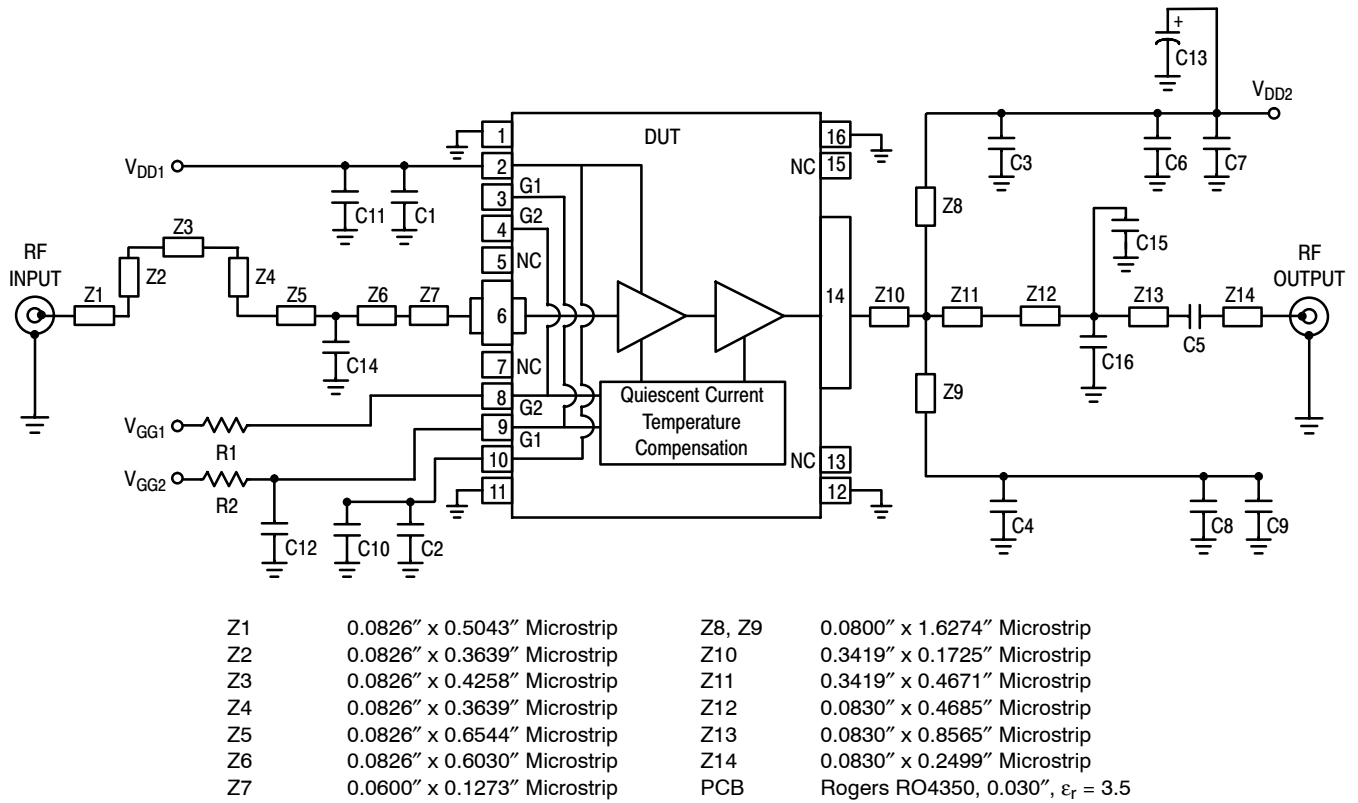 +
C13
V_DD2
1
DUT
16
V_DD1
2
NC
15
C3
C6
C7
G1
3
C11
C1
Z8
G2
4
Z3
C15
RF
INPUT
Z2
Z4
5
NC
RF
OUTPUT
Z1
Z5
Z6
Z7
6
14
Z10
Z11
Z12
Z13
Z14
C14
C16
C5
7
NC
8
Quiescent Current
Temperature
Compensation
Z9
V_GG1
R1
G2
9
G1
V_GG2
R2
10
NC
13
11
12
C12
C10
C2
C4
C8
C9
Z1 0.0826″ x 0.5043″ Microstrip Z8, Z9 0.0800″ x 1.6274″ Microstrip
Z2 0.0826″ x 0.3639″ Microstrip Z10 0.3419″ x 0.1725″ Microstrip
Z3 0.0826″ x 0.4258″ Microstrip Z11 0.3419″ x 0.4671″ Microstrip
Z4 0.0826″ x 0.3639″ Microstrip Z12 0.0830″ x 0.4685″ Microstrip
Z5 0.0826″ x 0.6544″ Microstrip Z13 0.0830″ x 0.8565″ Microstrip
Z6 0.0826″ x 0.6030″ Microstrip Z14 0.0830″ x 0.2499″ Microstrip
Z7 0.0600″ x 0.1273″ Microstrip PCB Rogers RO4350, 0.030″, εr = 3.5